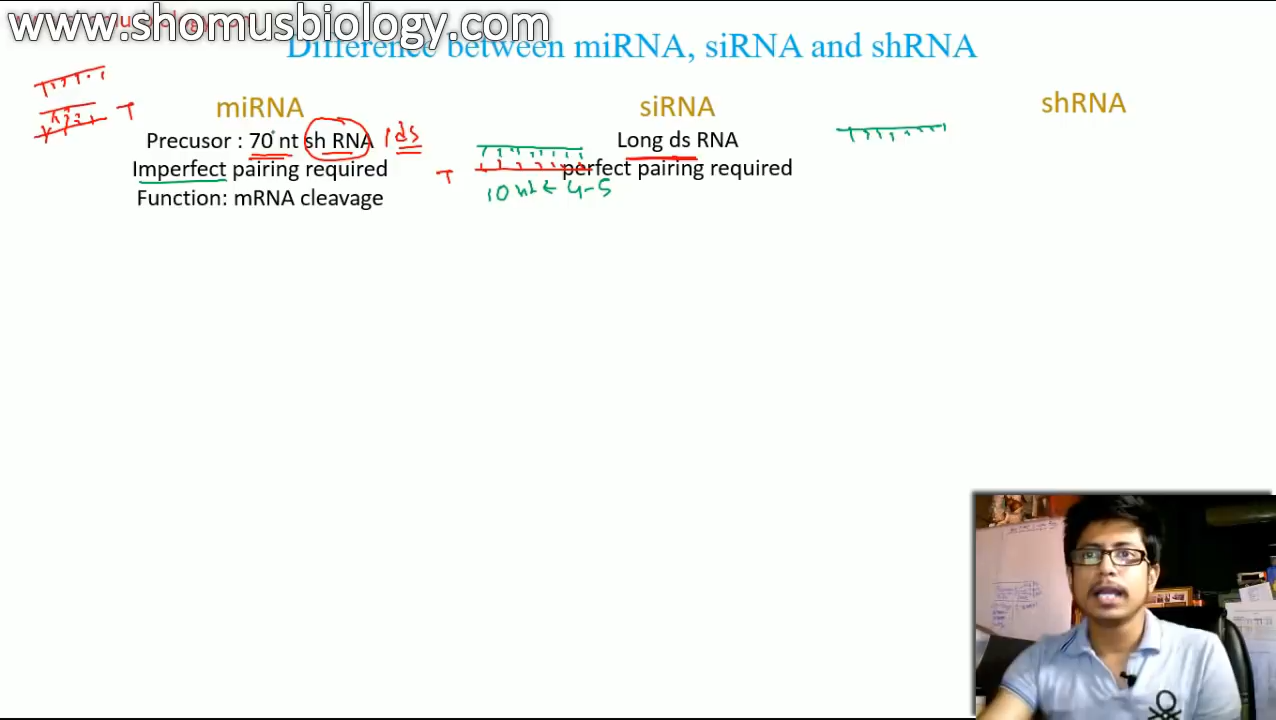 www.shomusbiology.com
Difference between miRNA, siRNA and shRNA
miRNA
Precusor : 70 nt sh RNA / ds
Imperfect pairing required
Function: mRNA cleavage
siRNA
Long ds RNA
perfect pairing required
T
T
10 nt ← 4-5
shRNA